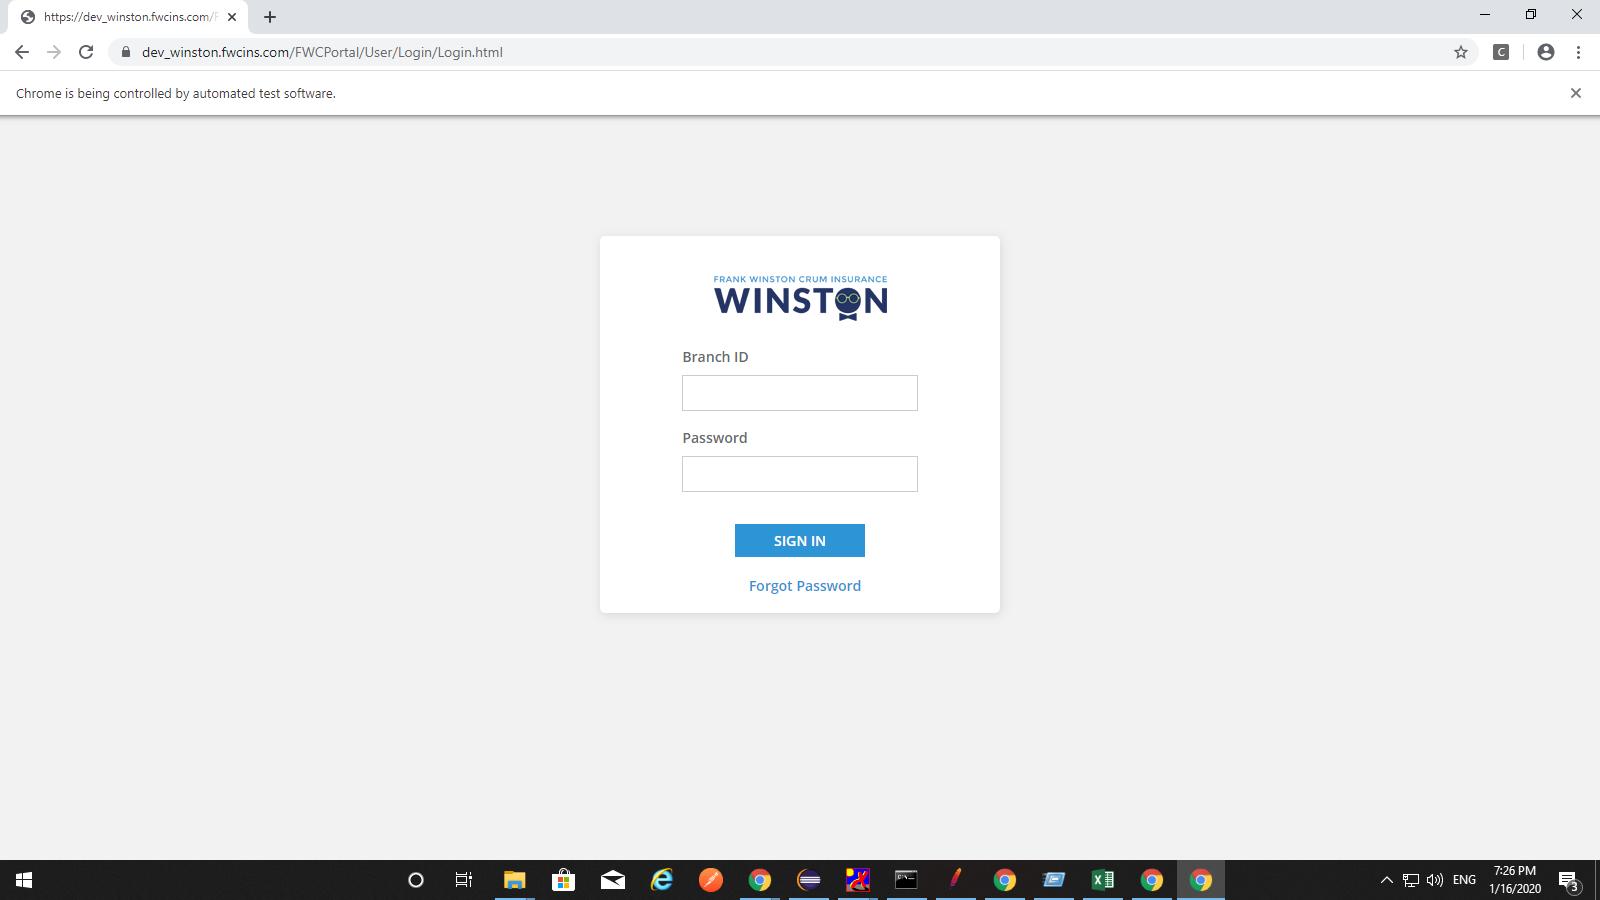 https://dev_winston.fwcins.com/F
dev_winston.fwcins.com/FWCPortal/User/Login/Login.html
C
Chrome is being controlled by automated test software.
FRANK WINSTON CRUM INSURANCE
WINSTON
Branch ID
Password
SIGN IN
Forgot Password
ENG
7:26 PM
1/16/2020
3